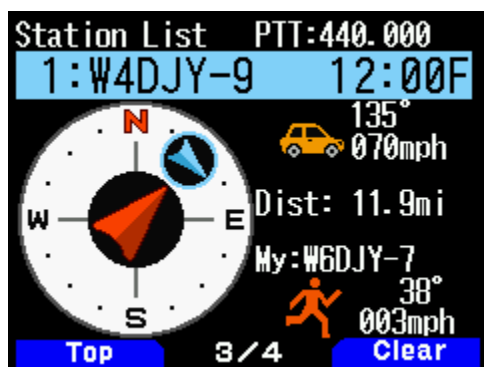 Station List PTT:440.000
1:W4DJY-9 12:00F
N
135°
070mph
W
E
Dist: 11.9mi
My:W6DJY-7
38°
S
003mph
Top 3/4 Clear